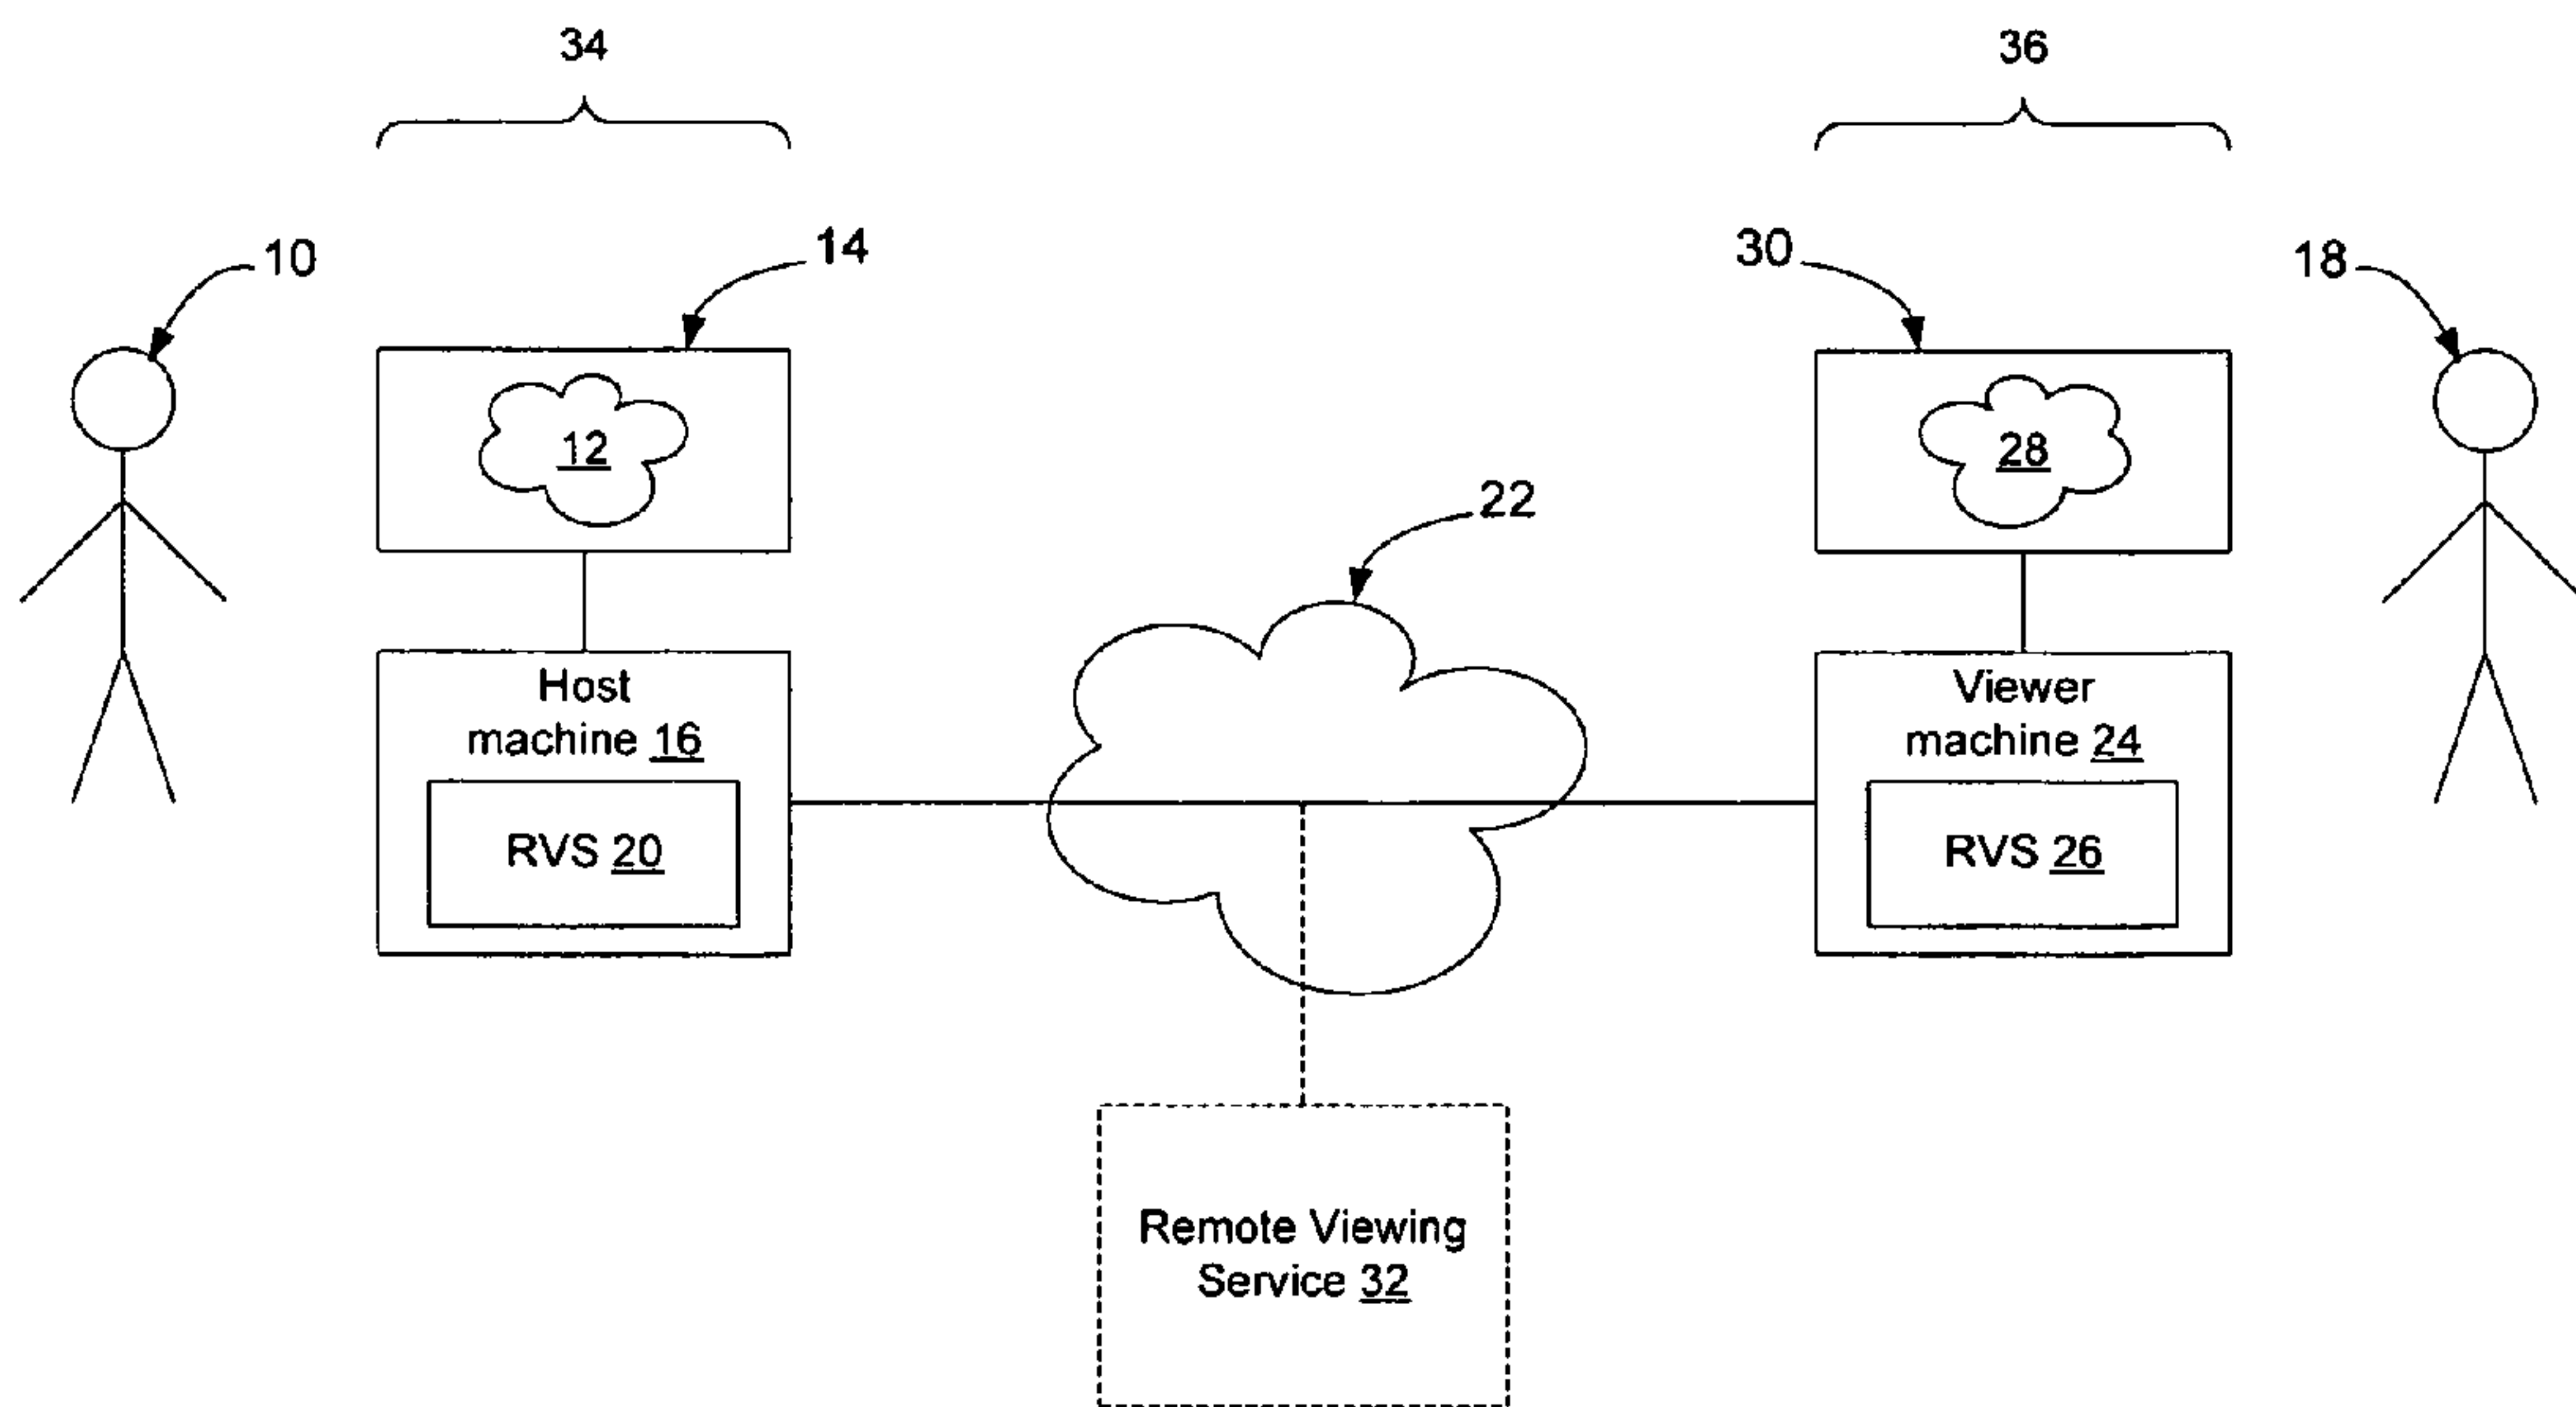 34
36
10
14
30
18
12
28
22
Host
machine 16
Viewer
machine 24
RVS 20
RVS 26
Remote Viewing
Service 32